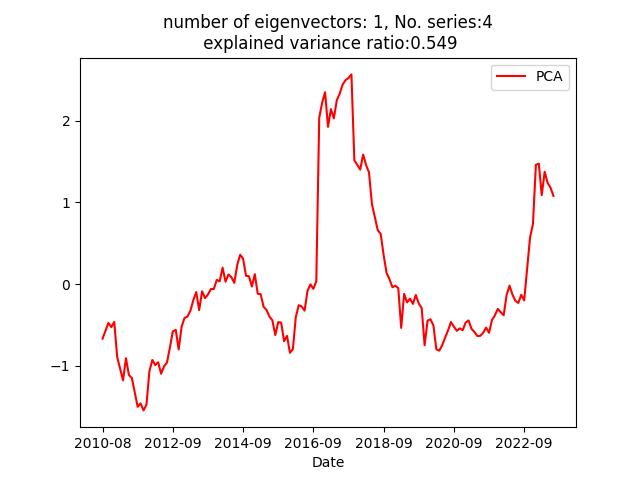 number of eigenvectors: 1, No. series:4
explained variance ratio:0.549
PCA
2
1
0
−1
2010-08 2012-09 2014-09 2016-09 2018-09 2020-09 2022-09
Date